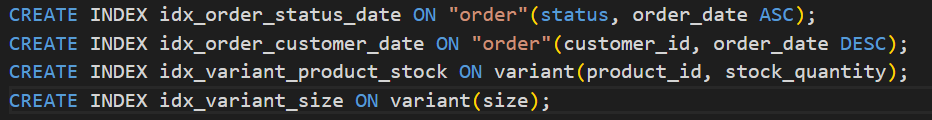 CREATE INDEX idx_order_status_date ON "order"(status, order_date ASC);
CREATE INDEX idx_order_customer_date ON "order"(customer_id, order_date DESC);
CREATE INDEX idx_variant_product_stock ON variant(product_id, stock_quantity);
CREATE INDEX idx_variant_size ON variant(size);